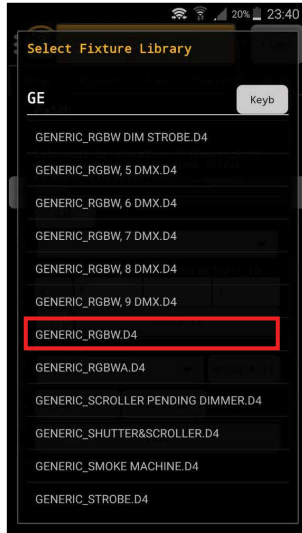 20% 23:40
Select Fixture Library
GE
Keyb
GENERIC_RGBW DIM STROBE.D4
GENERIC_RGBW, 5 DMX.D4
GENERIC_RGBW, 6 DMX.D4
GENERIC_RGBW, 7 DMX.D4
GENERIC_RGBW, 8 DMX.D4
GENERIC_RGBW, 9 DMX.D4
GENERIC_RGBW.D4
GENERIC_RGBWA.D4
GENERIC_SCROLLER PENDING DIMMER.D4
GENERIC_SHUTTER&SCROLLER.D4
GENERIC_SMOKE MACHINE.D4
GENERIC_STROBE.D4